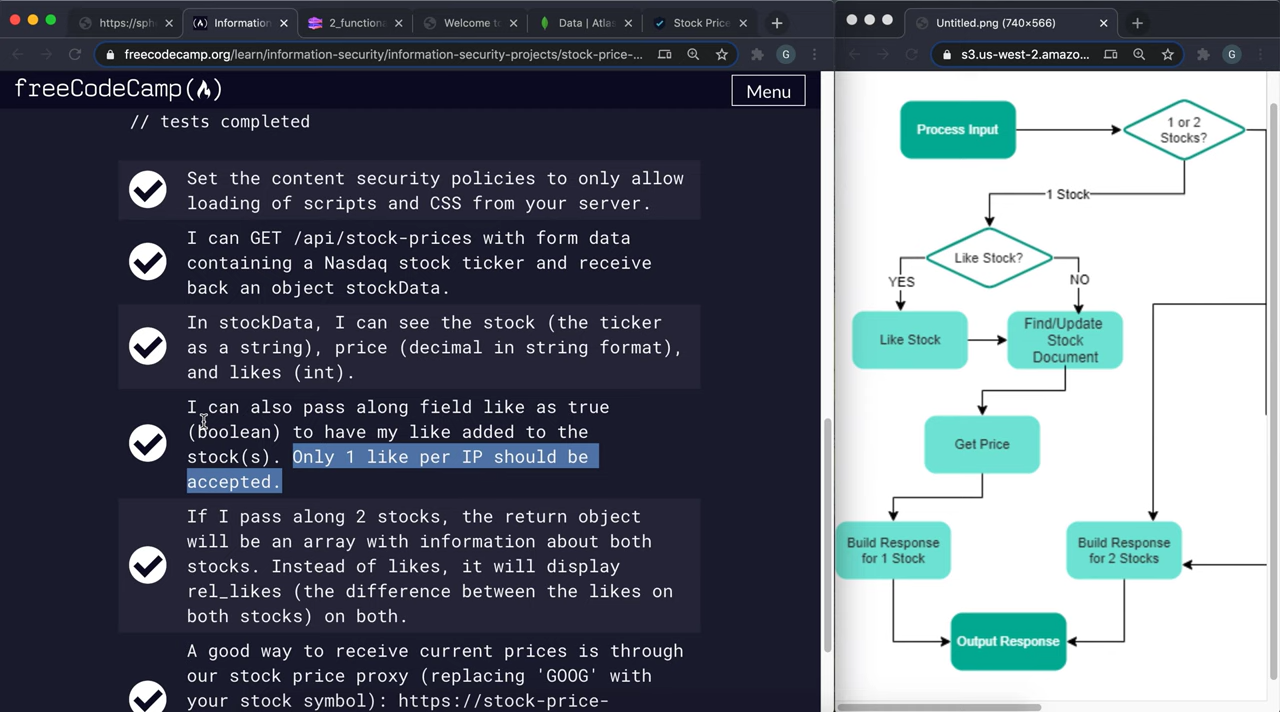 https://sph
Information
2_functiona
Welcome to
Data | Atlas
Stock Price
Untitled.png (740×566)
freecodecamp.org/learn/information-security/information-security-projects/stock-price-...
G
s3.us-west-2.amazo...
G
freeCodeCamp
Menu
// tests completed
Set the content security policies to only allow
loading of scripts and CSS from your server.
I can GET /api/stock-prices with form data
containing a Nasdaq stock ticker and receive
back an object stockData.
In stockData, I can see the stock (the ticker
as a string), price (decimal in string format),
and likes (int).
I can also pass along field like as true
(boolean) to have my like added to the
stock(s). Only 1 like per IP should be
accepted.
If I pass along 2 stocks, the return object
will be an array with information about both
stocks. Instead of likes, it will display
rel_likes (the difference between the likes on
both stocks) on both.
A good way to receive current prices is through
our stock price proxy (replacing 'GOOG' with
your stock symbol): https://stock-price-
Process Input
1 or 2
Stocks?
1 Stock
Like Stock?
YES
NO
Like Stock
Find/Update
Stock
Document
Get Price
Build Response
for 1 Stock
Build Response
for 2 Stocks
Output Response